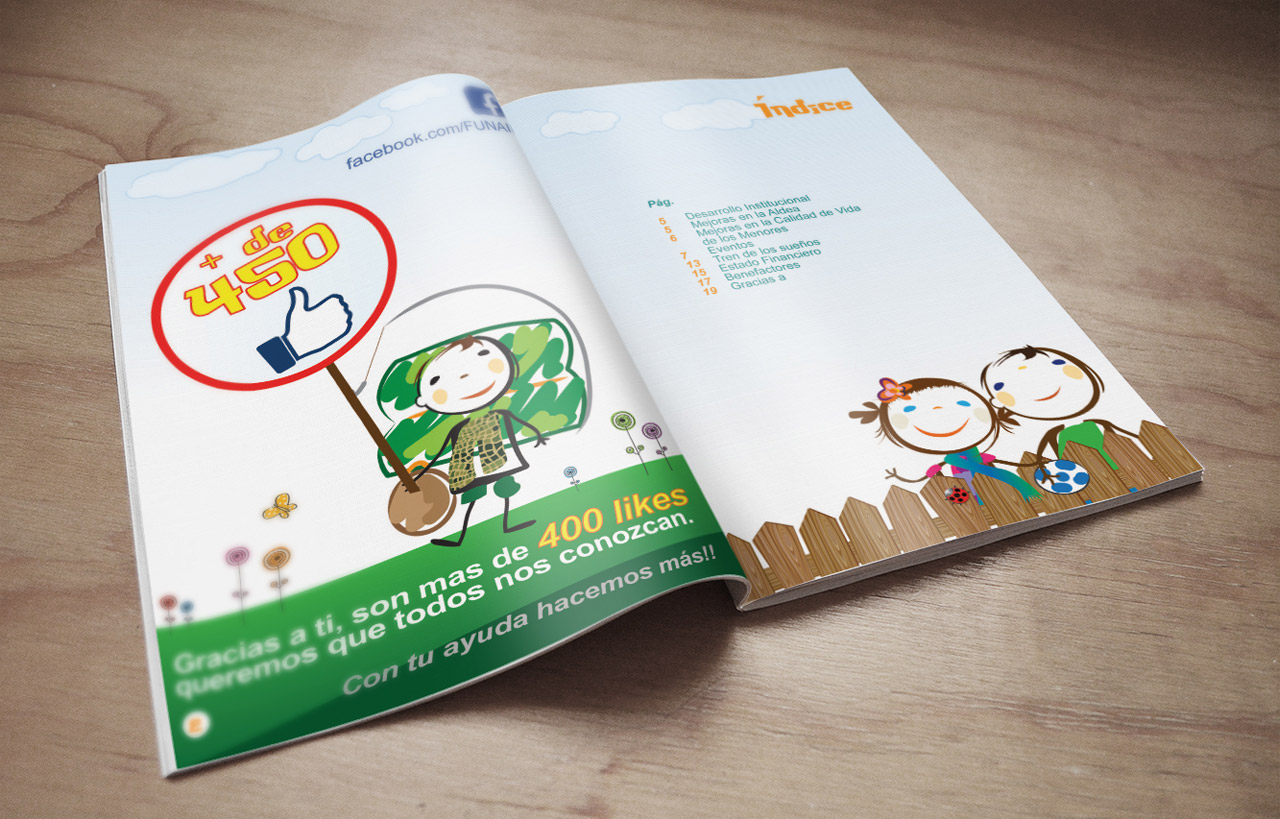 facebook.com/FUNA
+ de
450
Gracias a ti, son mas de 400 likes
queremos que todos nos conozcan.
Con tu ayuda hacemos más!!
2
Índice
Pág.
5 Desarrollo Institucional
5 Mejoras en la Aldea
6 Mejoras en la Calidad de Vida
de los Menores
7 Eventos
13 Tren de los sueños
15 Estado Financiero
17 Benefactores
19 Gracias a